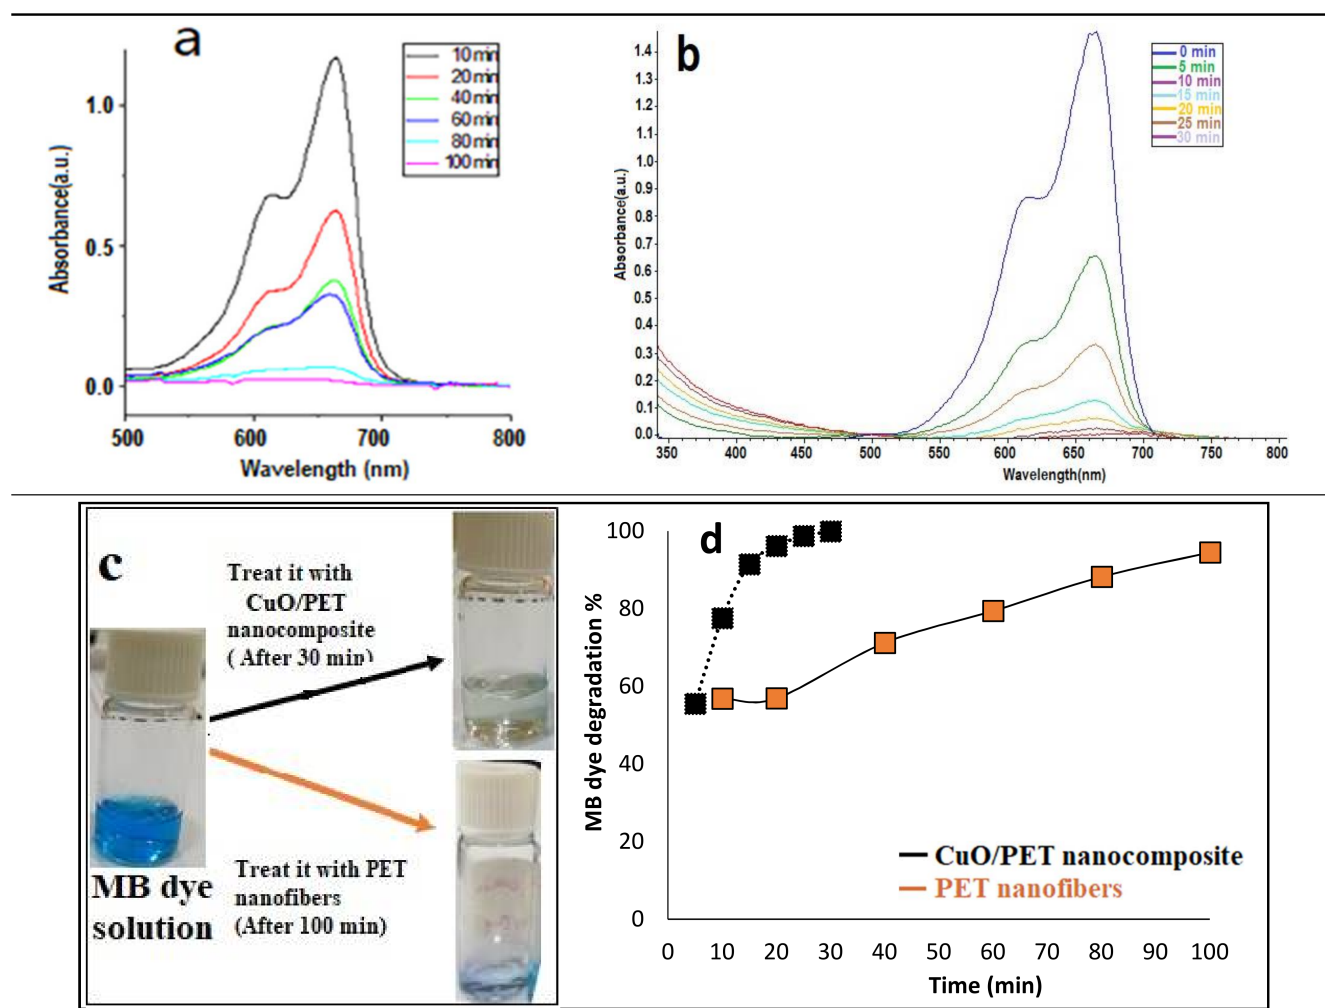 a
10 min
20 min
40 min
60 min
80 min
100 min
1.0
0.5
0.0
Absorbance(a.u.)
500 600 700 800
Wavelength (nm)
b
0 min
5 min
10 min
15 min
20 min
25 min
30 min
1.4
1.3
1.2
1.1
1.0
0.9
0.8
0.7
0.6
0.5
0.4
0.3
0.2
0.1
0.0
Absorbance(a.u.)
350 400 450 500 550 600 650 700 750 800
Wavelength(nm)
c
Treat it with
CuO/PET
nanocomposite
( After 30 min)
MB dye
solution
Treat it with PET
nanofibers
(After 100 min)
d
100
80
60
40
20
0
MB dye degradation %
CuO/PET nanocomposite
PET nanofibers
0 10 20 30 40 50 60 70 80 90 100
Time (min)